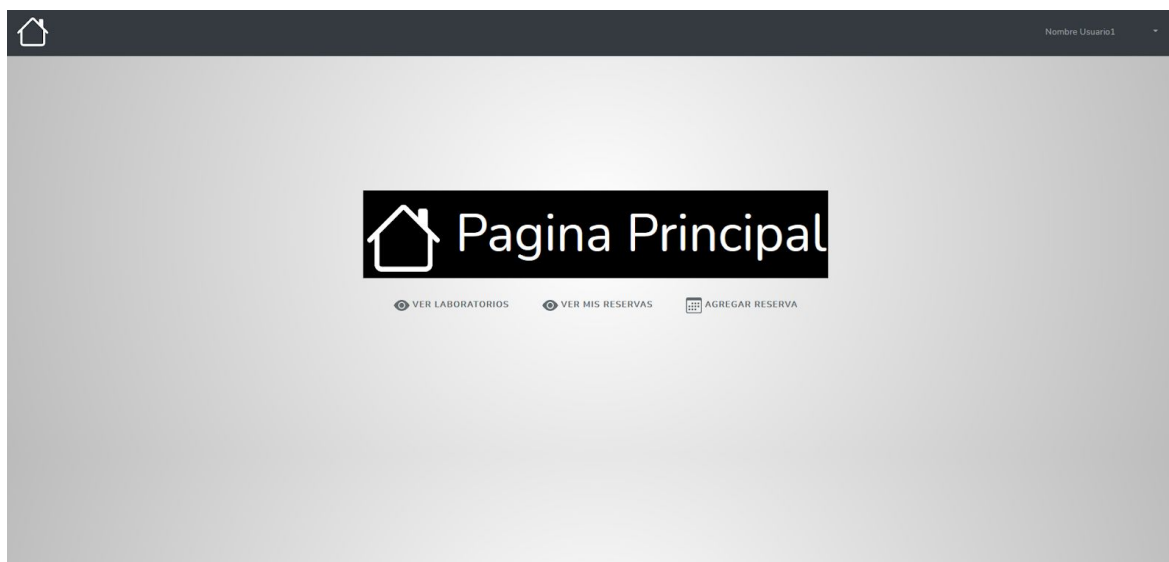 Nombre Usuario1
Pagina Principal
VER LABORATORIOS VER MIS RESERVAS AGREGAR RESERVA